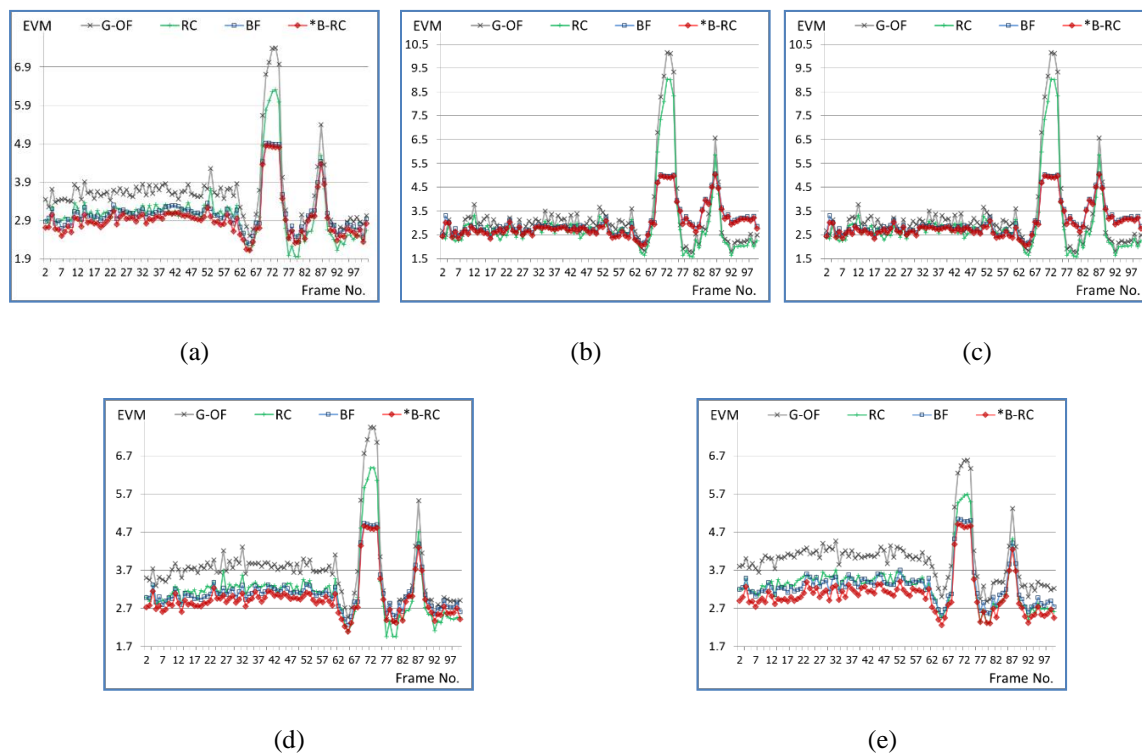 EVM G-OF RC BF *B-RC
6.9
5.9
4.9
3.9
2.9
1.9
2 7 12 17 22 27 32 37 42 47 52 57 62 67 72 77 82 87 92 97
Frame No.
(a)
EVM G-OF RC BF *B-RC
10.5
9.5
8.5
7.5
6.5
5.5
4.5
3.5
2.5
1.5
2 7 12 17 22 27 32 37 42 47 52 57 62 67 72 77 82 87 92 97
Frame No.
(b)
EVM G-OF RC BF *B-RC
10.5
9.5
8.5
7.5
6.5
5.5
4.5
3.5
2.5
1.5
2 7 12 17 22 27 32 37 42 47 52 57 62 67 72 77 82 87 92 97
Frame No.
(c)
EVM G-OF RC BF *B-RC
6.7
5.7
4.7
3.7
2.7
1.7
2 7 12 17 22 27 32 37 42 47 52 57 62 67 72 77 82 87 92 97
Frame No.
(d)
EVM G-OF RC BF *B-RC
6.7
5.7
4.7
3.7
2.7
1.7
2 7 12 17 22 27 32 37 42 47 52 57 62 67 72 77 82 87 92 97
Frame No.
(e)